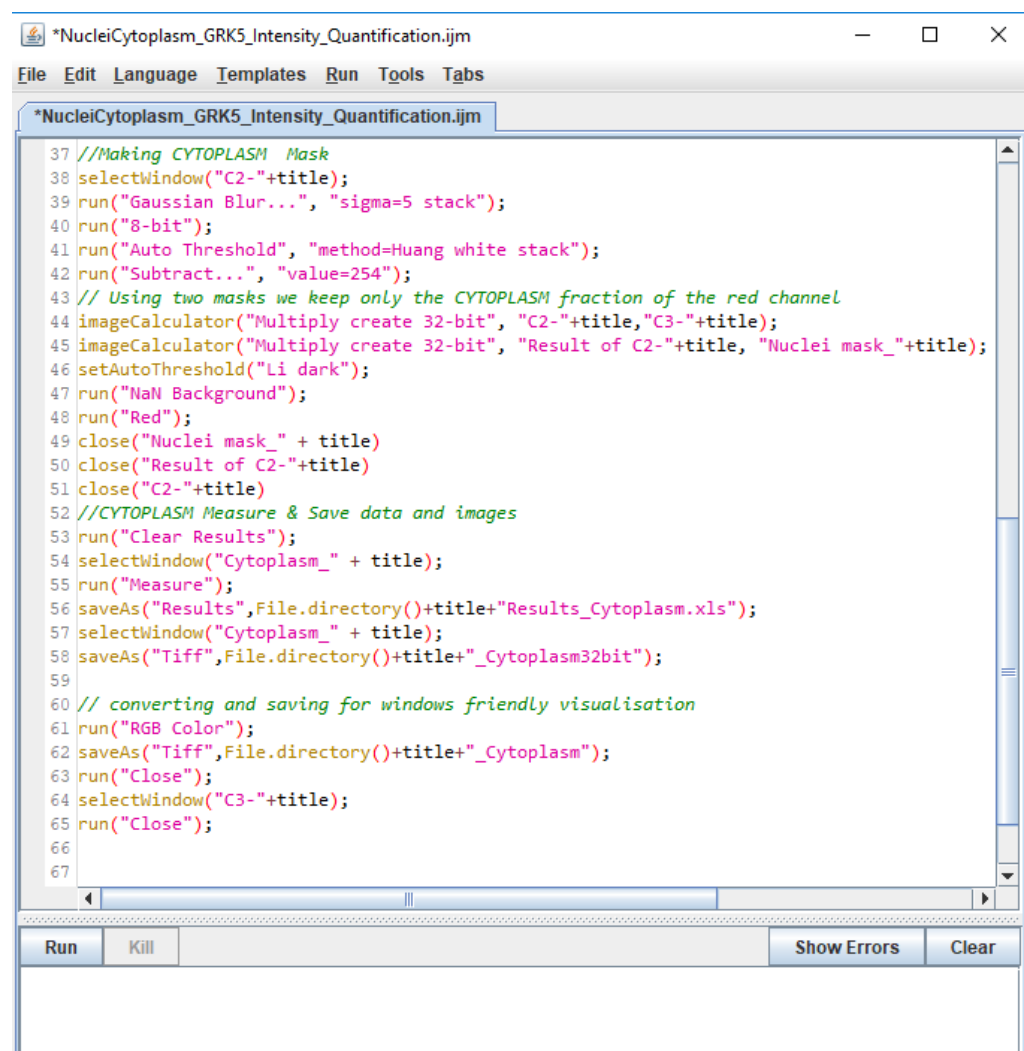 *NucleiCytoplasm_GRK5_Intensity_Quantification.ijm
File Edit Language Templates Run Tools Tabs
*NucleiCytoplasm_GRK5_Intensity_Quantification.ijm
37 //Making CYTOPLASM  Mask
38 selectWindow("C2-"+title);
39 run("Gaussian Blur...", "sigma=5 stack");
40 run("8-bit");
41 run("Auto Threshold", "method=Huang white stack");
42 run("Subtract...", "value=254");
43 // Using two masks we keep only the CYTOPLASM fraction of the red channel
44 imageCalculator("Multiply create 32-bit", "C2-"+title,"C3-"+title);
45 imageCalculator("Multiply create 32-bit", "Result of C2-"+title, "Nuclei mask_"+title);
46 setAutoThreshold("Li dark");
47 run("NaN Background");
48 run("Red");
49 close("Nuclei mask_" + title)
50 close("Result of C2-"+title)
51 close("C2-"+title)
52 //CYTOPLASM Measure & Save data and images
53 run("Clear Results");
54 selectWindow("Cytoplasm_" + title);
55 run("Measure");
56 saveAs("Results",File.directory()+title+"Results_Cytoplasm.xls");
57 selectWindow("Cytoplasm_" + title);
58 saveAs("Tiff",File.directory()+title+"_Cytoplasm32bit");
59
60 // converting and saving for windows friendly visualisation
61 run("RGB Color");
62 saveAs("Tiff",File.directory()+title+"_Cytoplasm");
63 run("Close");
64 selectWindow("C3-"+title);
65 run("Close");
66
67
Run Kill Show Errors Clear